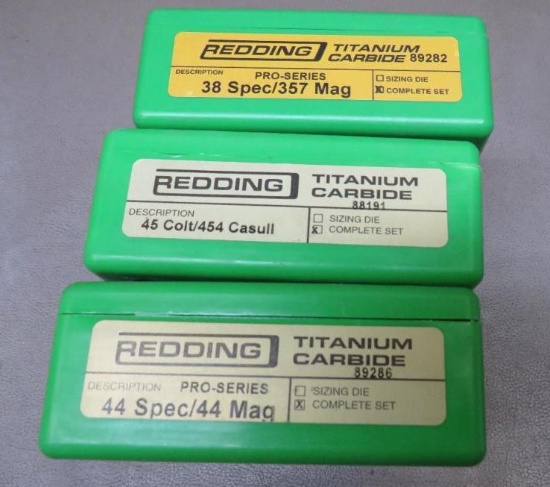 REDDING TITANIUM
CARBIDE 89282
DESCRIPTION PRO-SERIES
38 Spec/357 Mag
SIZING DIE
X COMPLETE SET
REDDING TITANIUM
CARBIDE
88191
DESCRIPTION
45 Colt/454 Casull
SIZING DIE
X COMPLETE SET
REDDING TITANIUM
CARBIDE
89286
DESCRIPTION PRO-SERIES
44 Spec/44 Mag
SIZING DIE
X COMPLETE SET